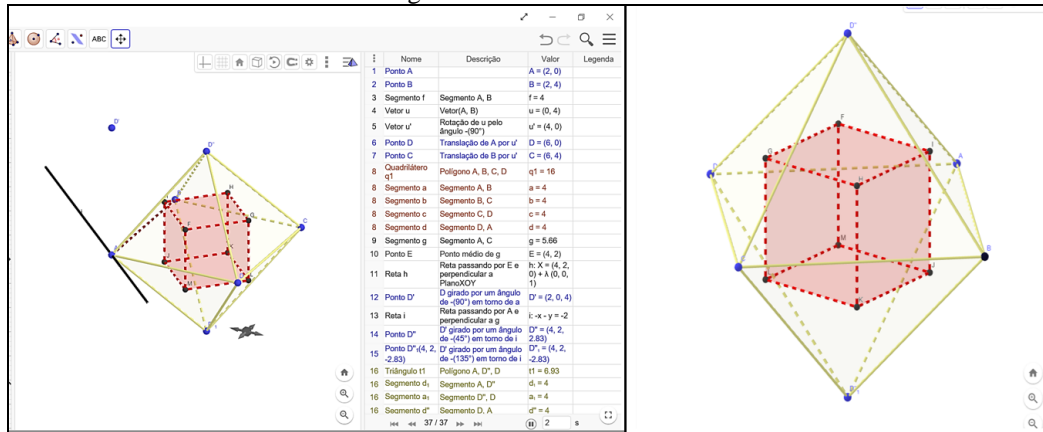 ABC
Nome Descrição Valor Legenda
1 Ponto A A = (2, 0)
2 Ponto B B = (2, 4)
3 Segmento f Segmento A, B f = 4
4 Vetor u Vetor(A, B) u = (0, 4)
5 Vetor u' Rotação de u pelo ângulo -(90°) u' = (4, 0)
6 Ponto D Translação de A por u' D = (6, 0)
7 Ponto C Translação de B por u' C = (6, 4)
8 Quadrilátero q1 Polígono A, B, C, D q1 = 16
8 Segmento a Segmento A, B a = 4
8 Segmento b Segmento B, C b = 4
8 Segmento c Segmento C, D c = 4
8 Segmento d Segmento D, A d = 4
9 Segmento g Segmento A, C g = 5.66
10 Ponto E Ponto médio de g E = (4, 2)
11 Reta h Reta passando por E e perpendicular a PlanoXOY h: X = (4, 2, 0) + λ (0, 0, 1)
12 Ponto D' D girado por um ângulo de -(90°) em torno de a D' = (2, 0, 4)
13 Reta i Reta passando por A e perpendicular a g i: -x - y = -2
14 Ponto D" D' girado por um ângulo de -(45°) em torno de i D" = (4, 2, 2.83)
15 Ponto D"₁(4, 2, -2.83) D' girado por um ângulo de -(135°) em torno de i D"₁ = (4, 2, -2.83)
16 Triângulo t1 Polígono A, D", D t1 = 6.93
16 Segmento d₁ Segmento A, D" d₁ = 4
16 Segmento a₁ Segmento D", D a₁ = 4
16 Segmento d" Segmento D, A d" = 4
37 / 37 2 s
D'
D"
H
F
G
C
A
K
J
M
D"
F
G
I
A
H
M
B
J
K